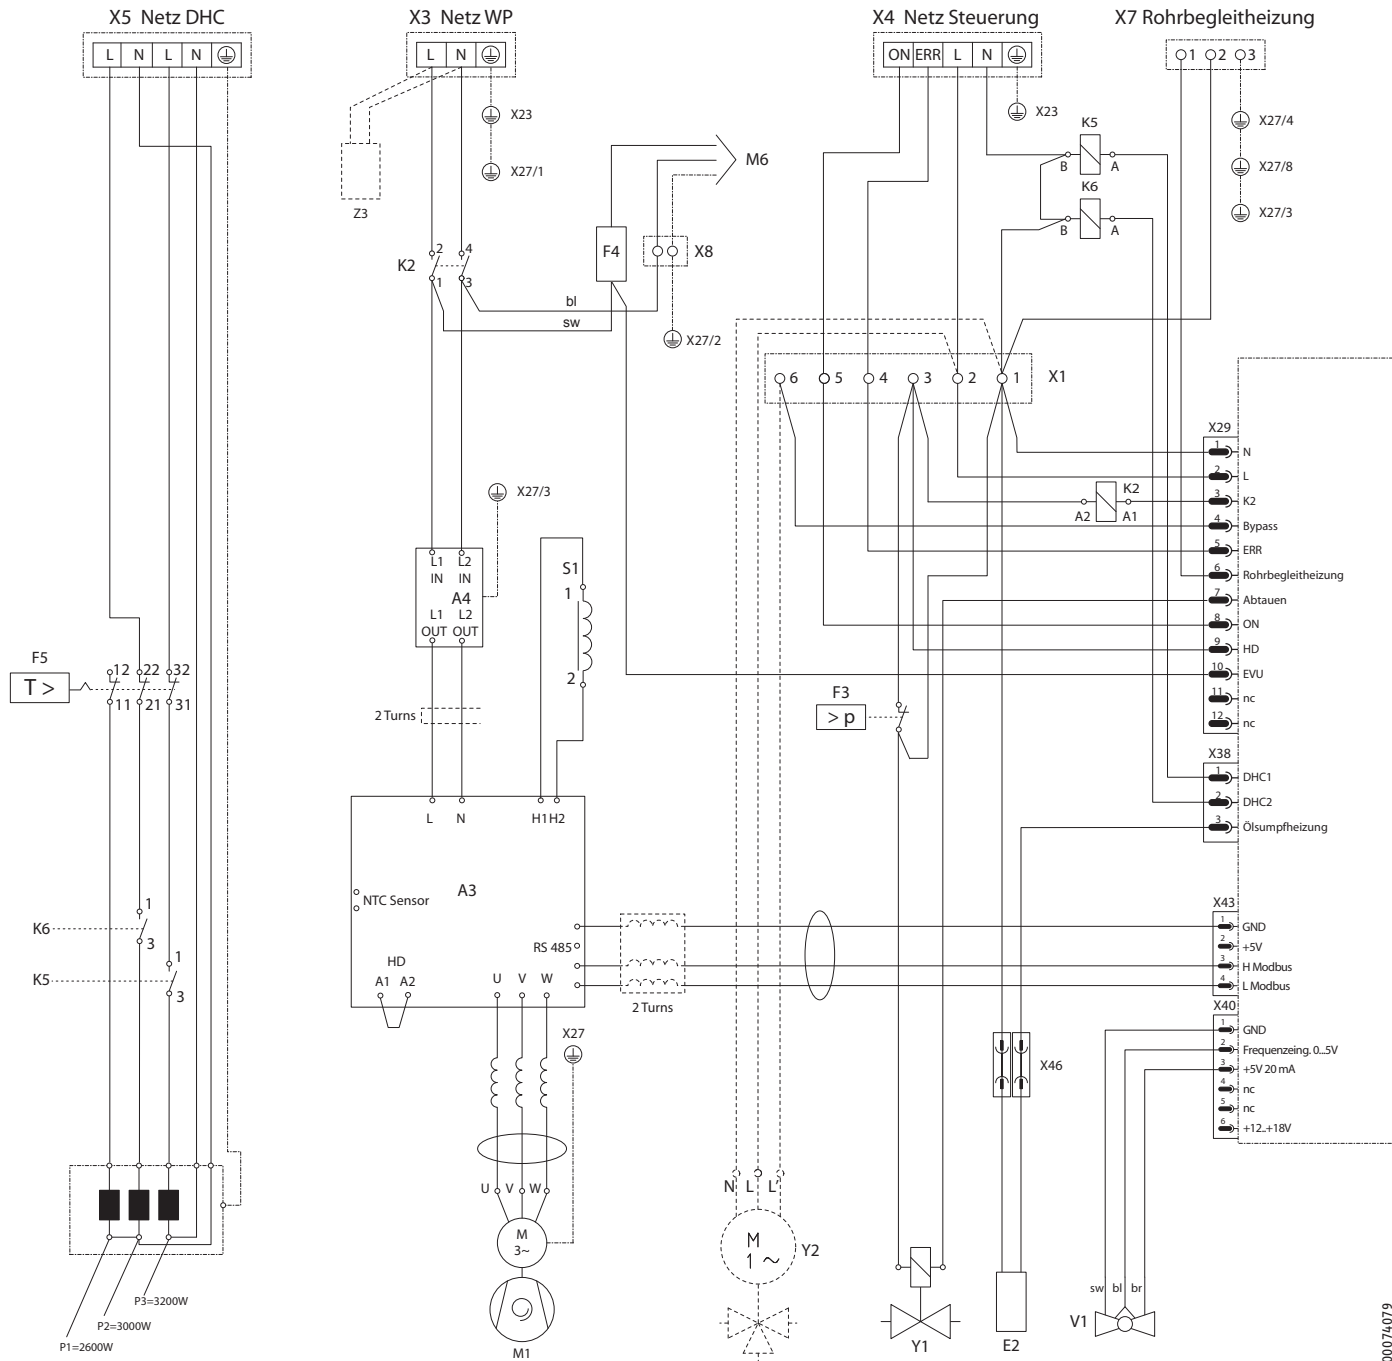 X5 Netz DHC
X3 Netz WP
X4 Netz Steuerung
X7 Rohrbegleitheizung
L N L N
L N
ON ERR L N
1 2 3
X23
X27/1
Z3
M6
X23
K5
B A
K6
B A
X27/4
X27/8
X27/3
K2
2 4
1 3
F4
X8
bl
sw
X27/2
6 5 4 3 2 1
X1
X29
1 N
2 L
3 K2
4 Bypass
5 ERR
6 Rohrbegleitheizung
7 Abtauen
8 ON
9 HD
10 EVU
11 nc
12 nc
K2
A2 A1
X27/3
L1 L2
IN IN
A4
L1 L2
OUT OUT
S1
1
2
F5
T >
12 22 32
11 21 31
2 Turns
F3
> p
X38
1 DHC1
2 DHC2
3 Ölsumpfheizung
L N H1 H2
A3
NTC Sensor
RS 485
HD
A1 A2
U V W
K6
1
3
K5
1
3
2 Turns
X43
1 GND
2 +5V
3 H Modbus
4 L Modbus
X40
1 GND
2 Frequenzeing. 0...5V
3 +5V 20 mA
4 nc
5 nc
6 +12..+18V
X27
X46
U V W
M
3~
M1
N L L'
M
1 ~
Y2
Y1
E2
sw bl br
V1
P3=3200W
P2=3000W
P1=2600W
00074079